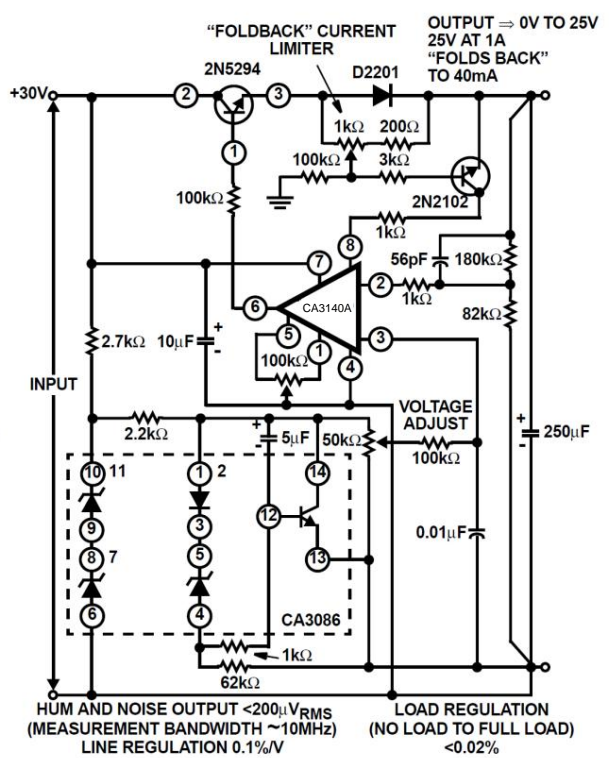 "FOLDBACK" CURRENT
LIMITER
OUTPUT ⇒ 0V TO 25V
25V AT 1A
"FOLDS BACK"
TO 40mA
2N5294
D2201
+30V
2
3
1kΩ
200Ω
1
100kΩ
3kΩ
100kΩ
2N2102
1kΩ
8
7
56pF
180kΩ
2
6
CA3140A
1kΩ
82kΩ
5
3
2.7kΩ
10µF
+
-
1
100kΩ
4
INPUT
VOLTAGE
ADJUST
2.2kΩ
+
5µF
-
50kΩ
100kΩ
+
250µF
-
10
11
1
2
14
9
3
12
0.01µF
8
7
5
13
6
4
CA3086
1kΩ
62kΩ
HUM AND NOISE OUTPUT <200µVRMS
(MEASUREMENT BANDWIDTH ~10MHz)
LINE REGULATION 0.1%/V
LOAD REGULATION
(NO LOAD TO FULL LOAD)
<0.02%